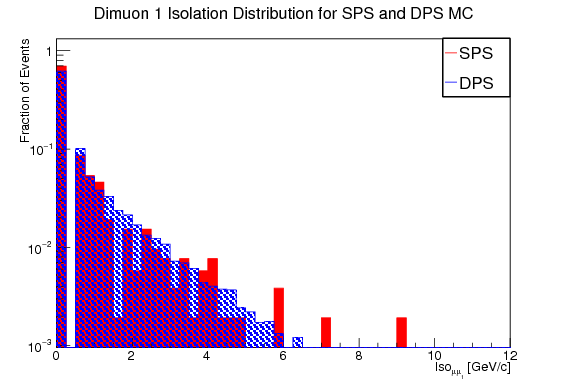 Dimuon 1 Isolation Distribution for SPS and DPS MC
SPS
DPS
Fraction of Events
1
10⁻¹
10⁻²
10⁻³
0 2 4 6 8 10 12
Iso_μμ₁ [GeV/c]